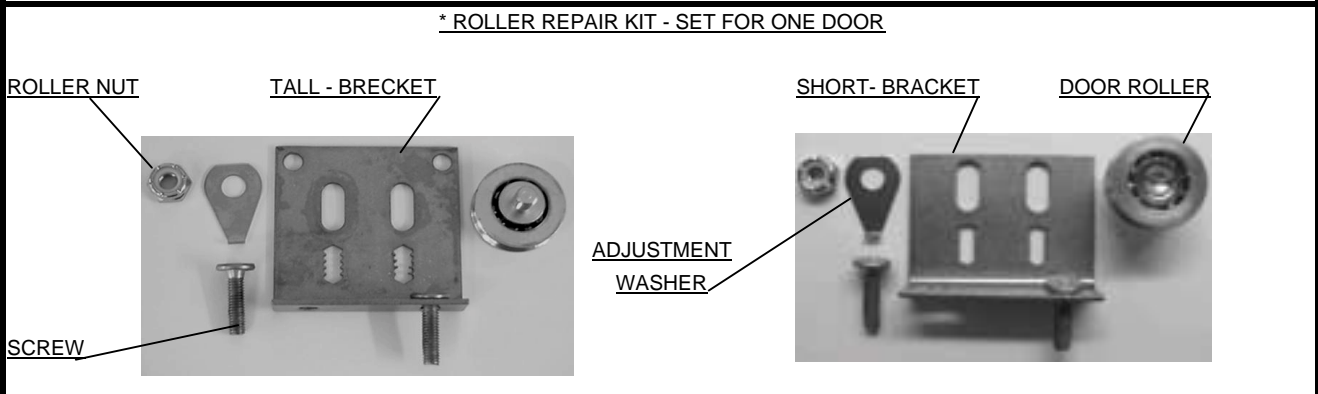 * ROLLER REPAIR KIT - SET FOR ONE DOOR
ROLLER NUT
TALL - BRECKET
SHORT- BRACKET
DOOR ROLLER
ADJUSTMENT
WASHER
SCREW